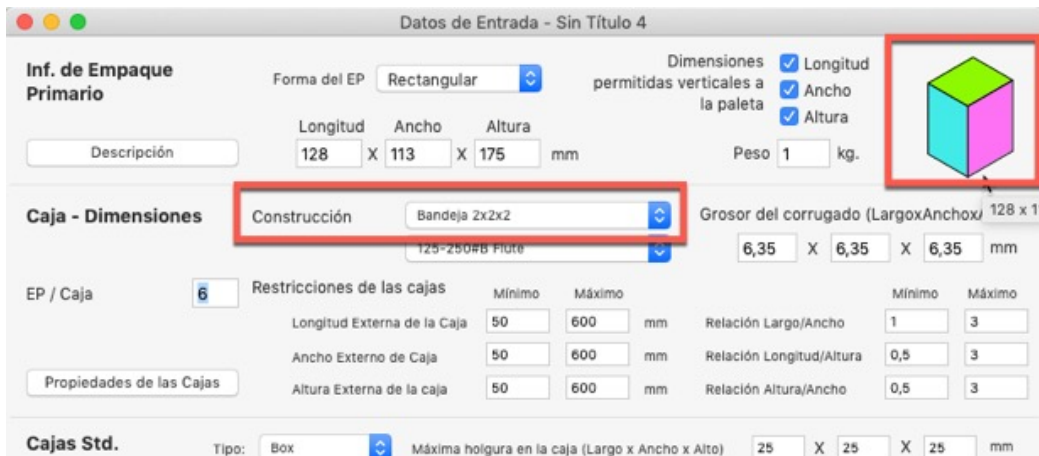 Datos de Entrada - Sin Título 4
Inf. de Empaque Primario
Forma del EP Rectangular
Dimensiones permitidas verticales a la paleta
Longitud
Ancho
Altura
Longitud Ancho Altura
Descripción
128 X 113 X 175 mm
Peso 1 kg.
Caja - Dimensiones
Construcción Bandeja 2x2x2
Grosor del corrugado (LargoxAnchox
128 x 1
125-250#B Flute
6,35 X 6,35 X 6,35 mm
EP / Caja 6
Restricciones de las cajas
Mínimo Máximo
Mínimo Máximo
Longitud Externa de la Caja 50 600 mm
Relación Largo/Ancho 1 3
Ancho Externo de Caja 50 600 mm
Relación Longitud/Altura 0,5 3
Propiedades de las Cajas
Altura Externa de la caja 50 600 mm
Relación Altura/Ancho 0,5 3
Cajas Std.
Tipo: Box
Máxima holgura en la caja (Largo x Ancho x Alto) 25 X 25 X 25 mm